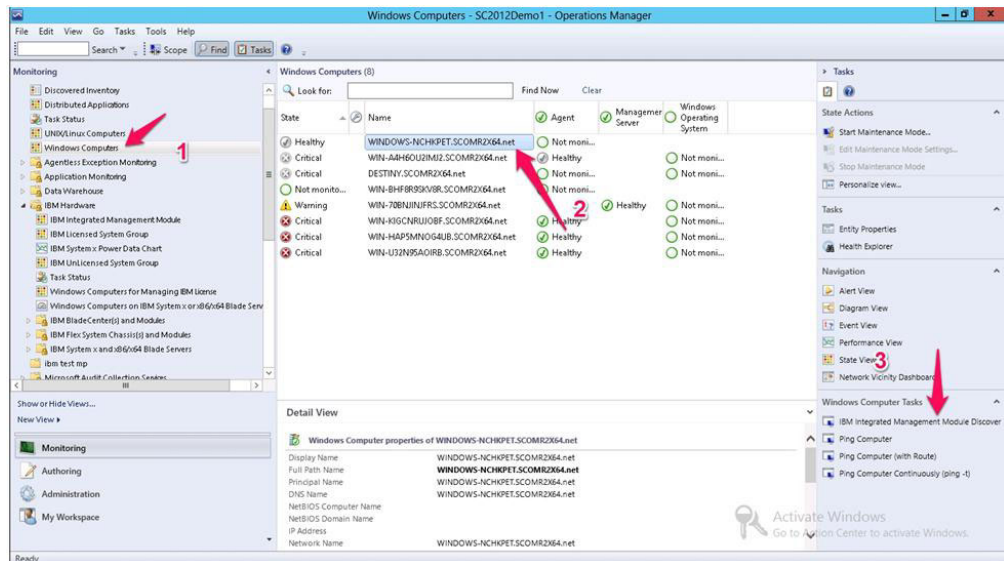 Windows Computers - SC2012Demo1 - Operations Manager
File Edit View Go Tasks Tools Help
Search Scope Find Tasks
Monitoring
Discovered Inventory
Distributed Applications
Task Status
UNIX/Linux Computers
Windows Computers
1
Agentless Exception Monitoring
Application Monitoring
Data Warehouse
IBM Hardware
IBM Integrated Management Module
IBM Licensed System Group
IBM System x Power Data Chart
IBM UnLicensed System Group
Task Status
Windows Computers for Managing IBM License
Windows Computers on IBM System x or x86/x64 Blade Serv
IBM BladeCenter(s) and Modules
IBM Flex System Chassis(s) and Modules
IBM System x and x86/x64 Blade Servers
ibm test mp
Microsoft Audit Collection Services
Show or Hide Views...
New View
Monitoring
Authoring
Administration
My Workspace
Ready
Windows Computers (8)
Look for: Find Now Clear
State Name Agent Managemer Server Windows Operating System
Healthy WINDOWS-NCHKPET.SCOMR2X64.net Not moni...
Critical WIN-A4H6OU2IMJ2.SCOMR2X64.net Healthy Not moni...
Critical DESTINY.SCOMR2X64.net Not moni...
Not monito... WIN-BHF8R9SKV8R.SCOMR2X64.net Not moni...
Warning WIN-7BBNJINJFRS.SCOMR2X64.net Healthy Not moni...
Critical WIN-KIGCNRUJOBF.SCOMR2X64.net Healthy Not moni...
Critical WIN-HAP5MNOG4UB.SCOMR2X64.net Healthy Not moni...
Critical WIN-U32N95AOIRB.SCOMR2X64.net Healthy Not moni...
2
Detail View
Windows Computer properties of WINDOWS-NCHKPET.SCOMR2X64.net
Display Name WINDOWS-NCHKPET.SCOMR2X64.net
Full Path Name WINDOWS-NCHKPET.SCOMR2X64.net
Principal Name WINDOWS-NCHKPET.SCOMR2X64.net
DNS Name WINDOWS-NCHKPET.SCOMR2X64.net
NetBIOS Computer Name
NetBIOS Domain Name
IP Address
Network Name WINDOWS-NCHKPET.SCOMR2X64.net
Tasks
State Actions
Start Maintenance Mode...
Edit Maintenance Mode Settings...
Stop Maintenance Mode
Personalize view...
Tasks
Entity Properties
Health Explorer
Navigation
Alert View
Diagram View
Event View
Performance View
State View
3
Network Vicinity Dashboard
Windows Computer Tasks
IBM Integrated Management Module Discover
Ping Computer
Ping Computer (with Route)
Ping Computer Continuously (ping -t)
Activate Windows
Go to Action Center to activate Windows.